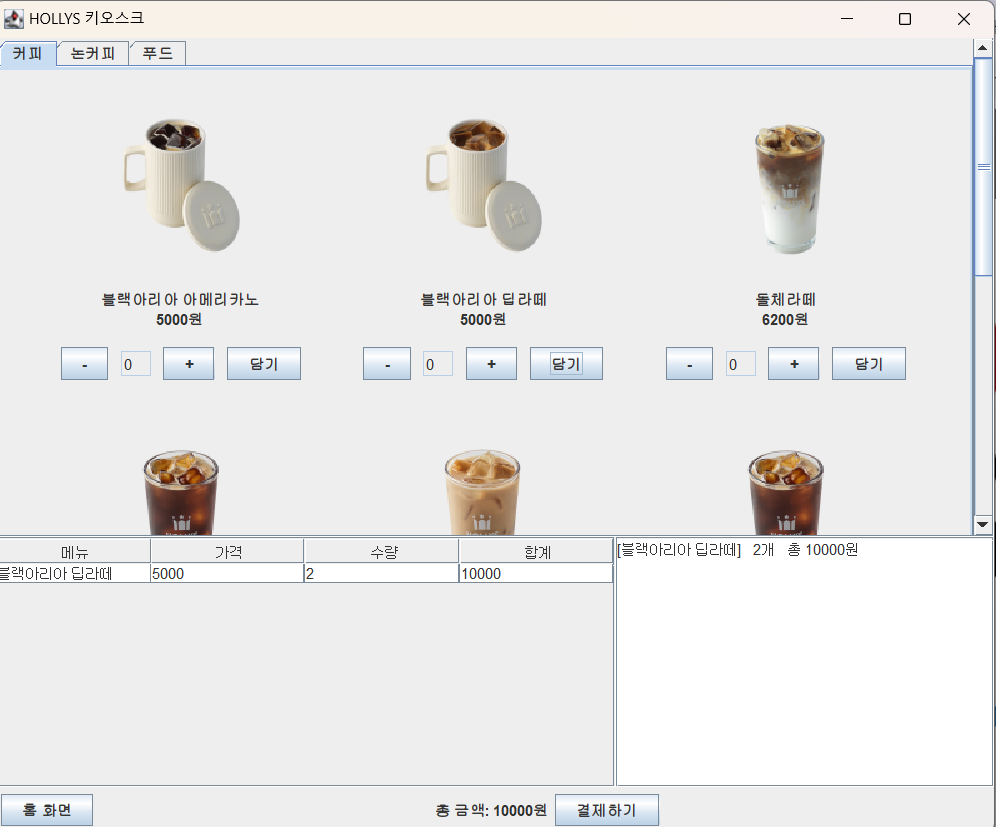 HOLLYS 키오스크
커피 논커피 푸드
블랙아리아 아메리카노 블랙아리아 딥라떼 돌체라떼
5000원 5000원 6200원
- 0 + 담기 - 0 + 담기 - 0 + 담기
메뉴 가격 수량 합계
블랙아리아 딥라떼 5000 2 10000
[블랙아리아 딥라떼] 2개 총 10000원
홈 화면 총 금액: 10000원 결제하기